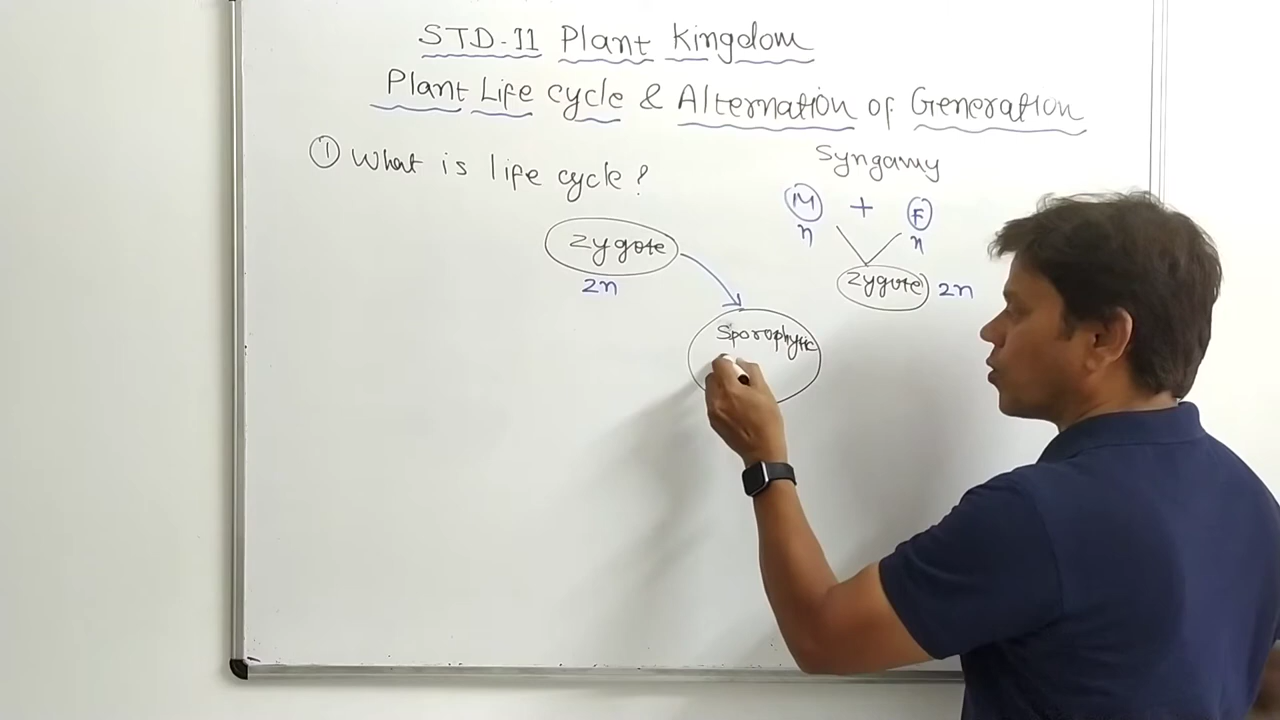 STD-11 Plant Kingdom
Plant Life cycle & Alternation of Generation
① What is life cycle?
Syngamy
M + F
n n
Zygote 2n
Zygote
2n
Sporophytic